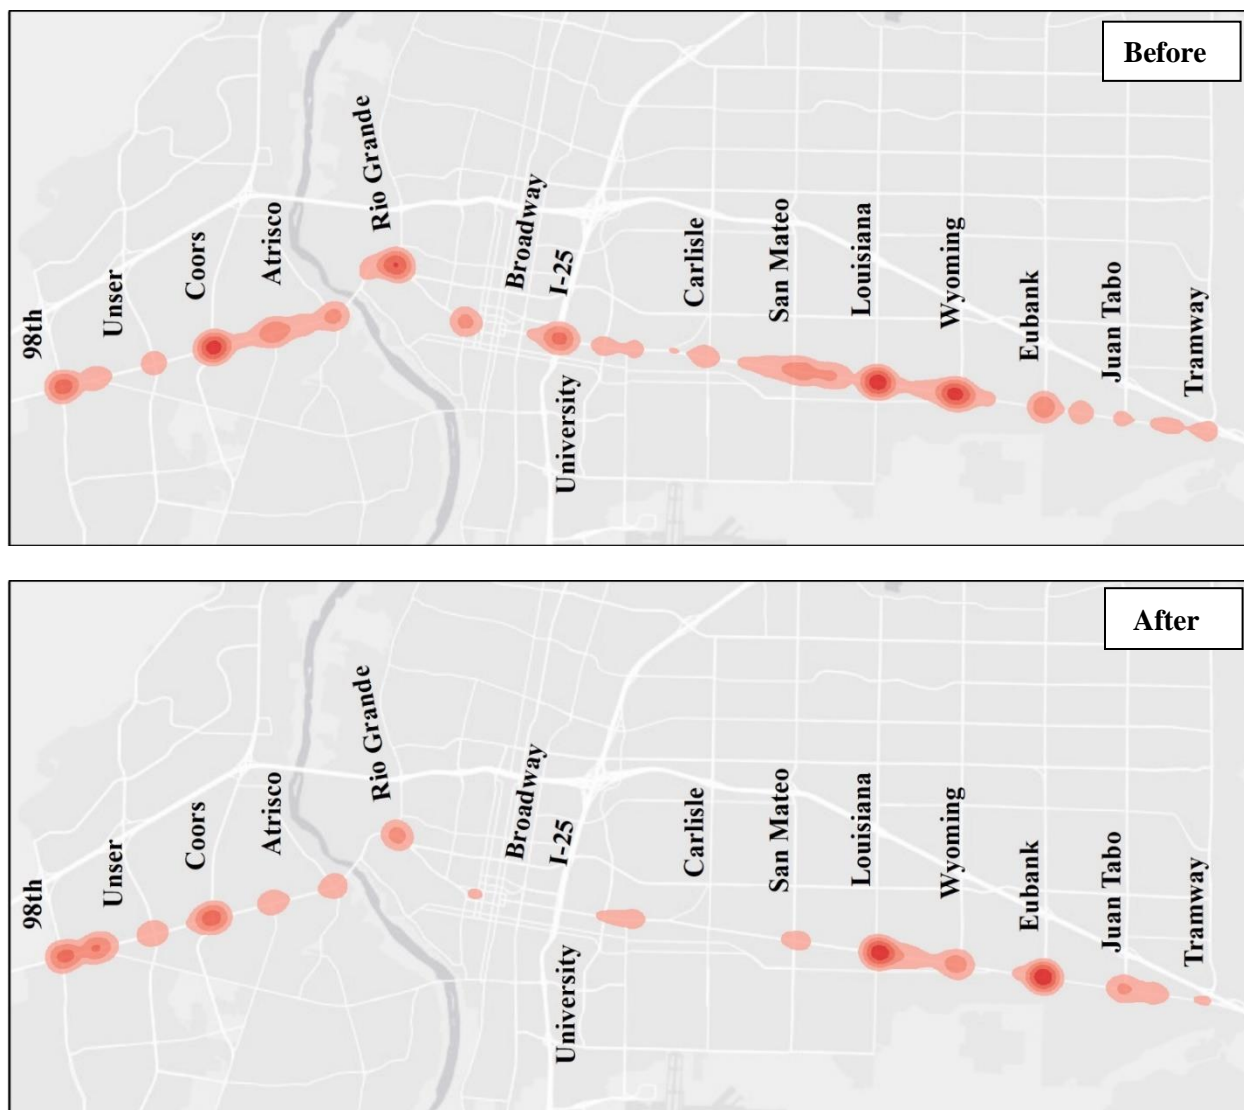 Before
98th
Unser
Coors
Atrisco
Rio Grande
Broadway
I-25
University
Carlisle
San Mateo
Louisiana
Wyoming
Eubank
Juan Tabo
Tramway
After
98th
Unser
Coors
Atrisco
Rio Grande
Broadway
I-25
University
Carlisle
San Mateo
Louisiana
Wyoming
Eubank
Juan Tabo
Tramway